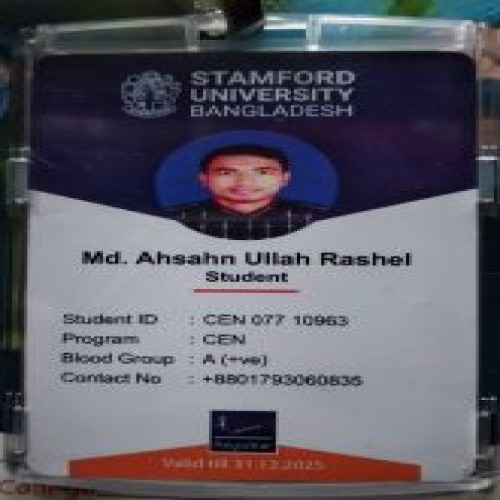 STAMFORD
UNIVERSITY
BANGLADESH
Md. Ahsahn Ullah Rashel
Student
Student ID : CEN 077 10963
Program : CEN
Blood Group : A (+ve)
Contact No : +8801793060835
Valid till 31.12.2025